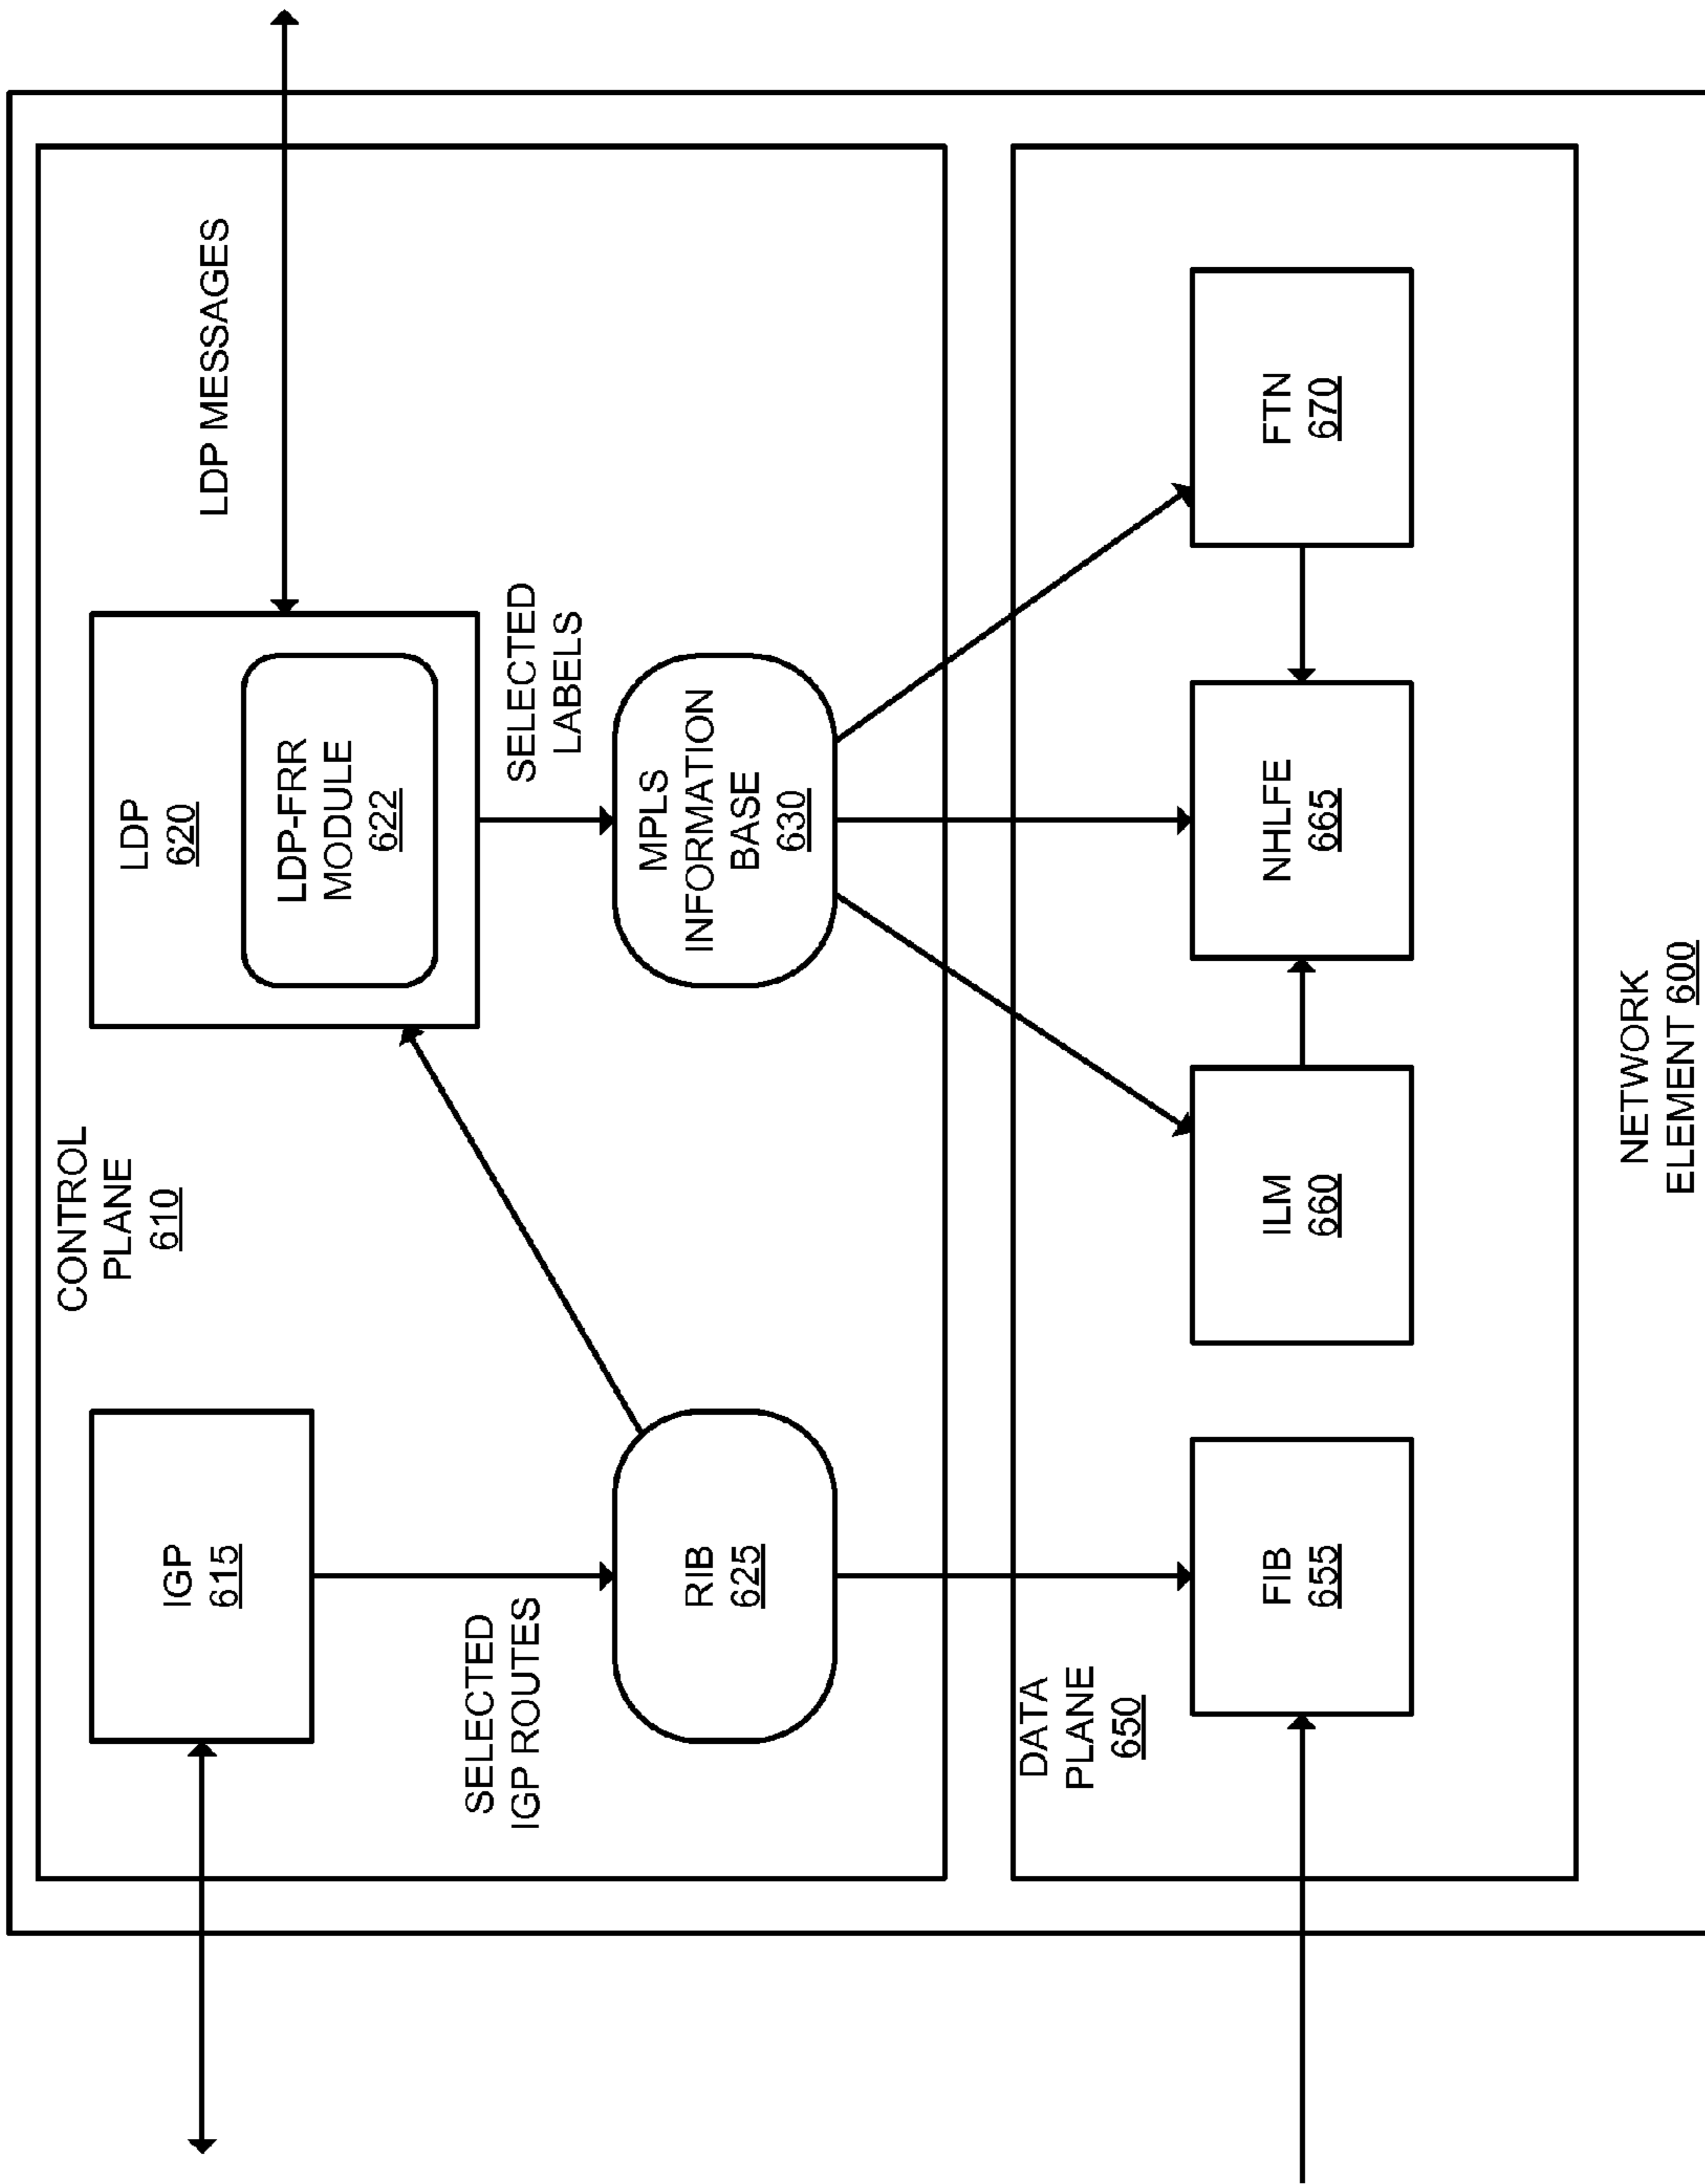 CONTROL
PLANE
610
IGP
615
LDP
620
LDP-FRR
MODULE
622
LDP MESSAGES
SELECTED
IGP ROUTES
SELECTED
LABELS
RIB
625
MPLS
INFORMATION
BASE
630
DATA
PLANE
650
FIB
655
ILM
660
NHLFE
665
FTN
670
NETWORK
ELEMENT 600